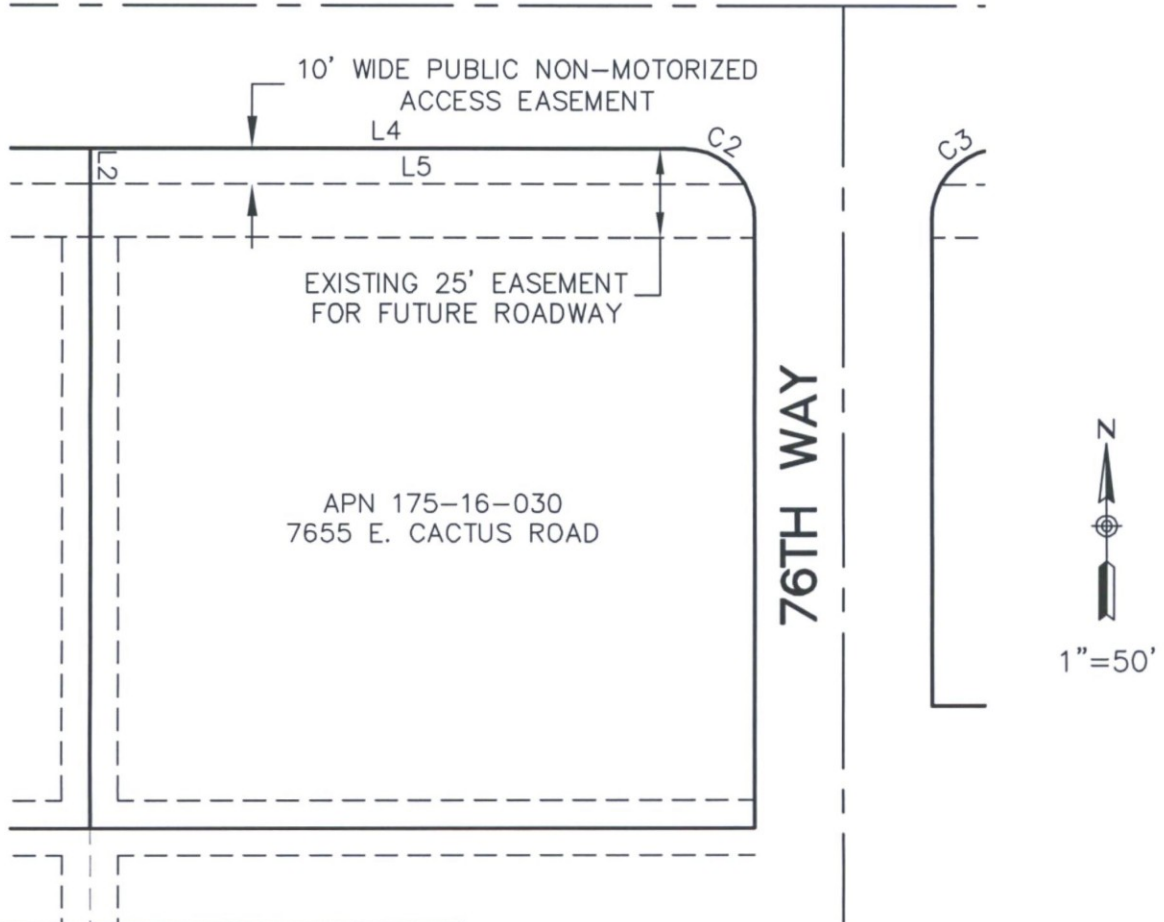 10' WIDE PUBLIC NON-MOTORIZED
ACCESS EASEMENT
L4
C2
C3
L2
L5
EXISTING 25' EASEMENT
FOR FUTURE ROADWAY
76TH WAY
APN 175-16-030
7655 E. CACTUS ROAD
N
1"=50'